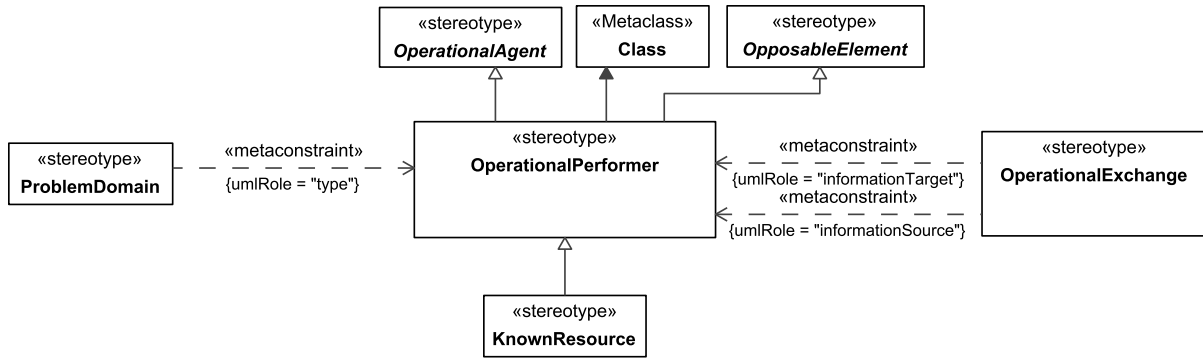 «stereotype»
OperationalAgent
«Metaclass»
Class
«stereotype»
OpposableElement
«stereotype»
OperationalPerformer
«stereotype»
ProblemDomain
«metaconstraint»
{umlRole = "type"}
«metaconstraint»
{umlRole = "informationTarget"}
«metaconstraint»
{umlRole = "informationSource"}
«stereotype»
OperationalExchange
«stereotype»
KnownResource